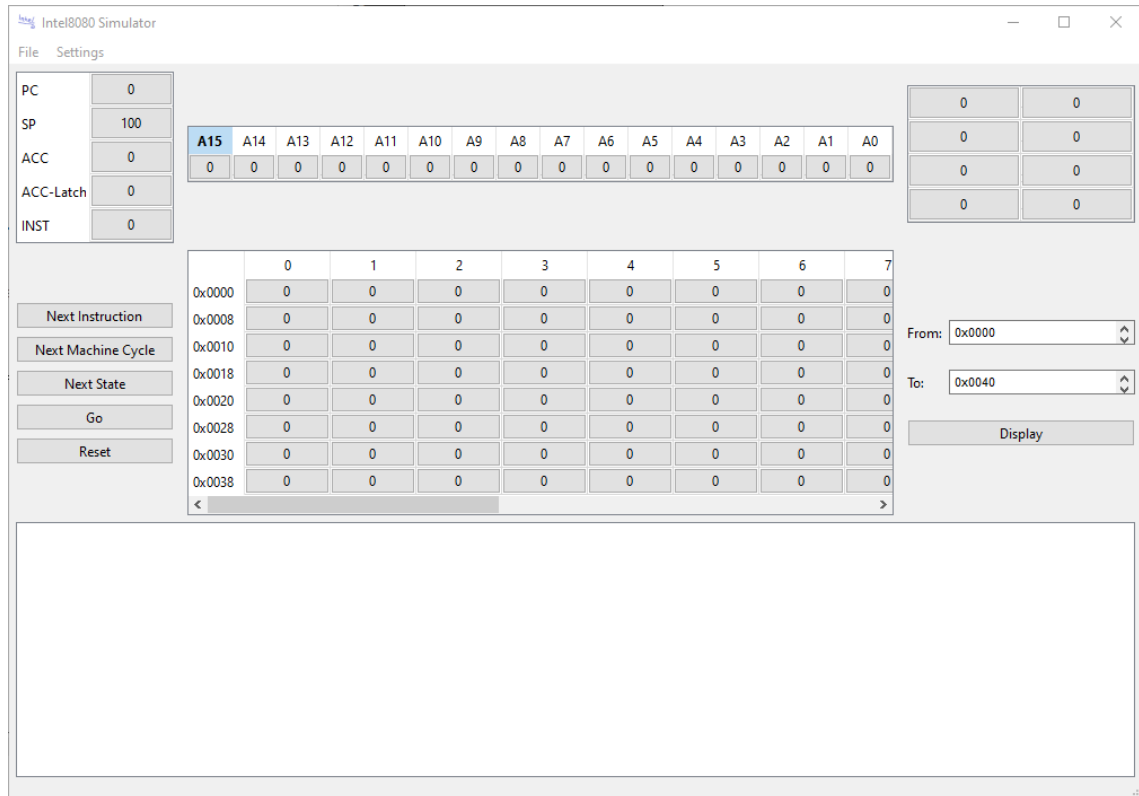 Intel8080 Simulator
File Settings
PC 0
SP 100
ACC 0
ACC-Latch 0
INST 0
A15 A14 A13 A12 A11 A10 A9 A8 A7 A6 A5 A4 A3 A2 A1 A0
0 0 0 0 0 0 0 0 0 0 0 0 0 0 0 0
0 0
0 0
0 0
0 0
Next Instruction
Next Machine Cycle
Next State
Go
Reset
0 1 2 3 4 5 6 7
0x0000 0 0 0 0 0 0 0 0
0x0008 0 0 0 0 0 0 0 0
0x0010 0 0 0 0 0 0 0 0
0x0018 0 0 0 0 0 0 0 0
0x0020 0 0 0 0 0 0 0 0
0x0028 0 0 0 0 0 0 0 0
0x0030 0 0 0 0 0 0 0 0
0x0038 0 0 0 0 0 0 0 0
From: 0x0000
To: 0x0040
Display